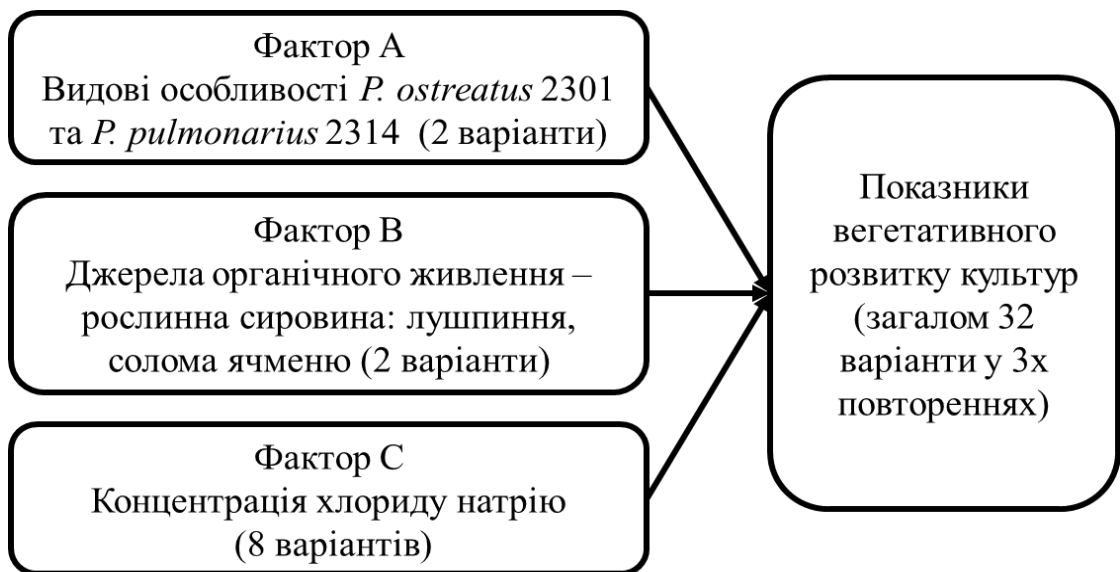 Фактор А
Видові особливості P. ostreatus 2301
та P. pulmonarius 2314 (2 варіанти)
Фактор В
Джерела органічного живлення –
рослинна сировина: лушпиння,
солома ячменю (2 варіанти)
Фактор С
Концентрація хлориду натрію
(8 варіантів)
Показники
вегетативного
розвитку культур
(загалом 32
варіанти у 3х
повтореннях)